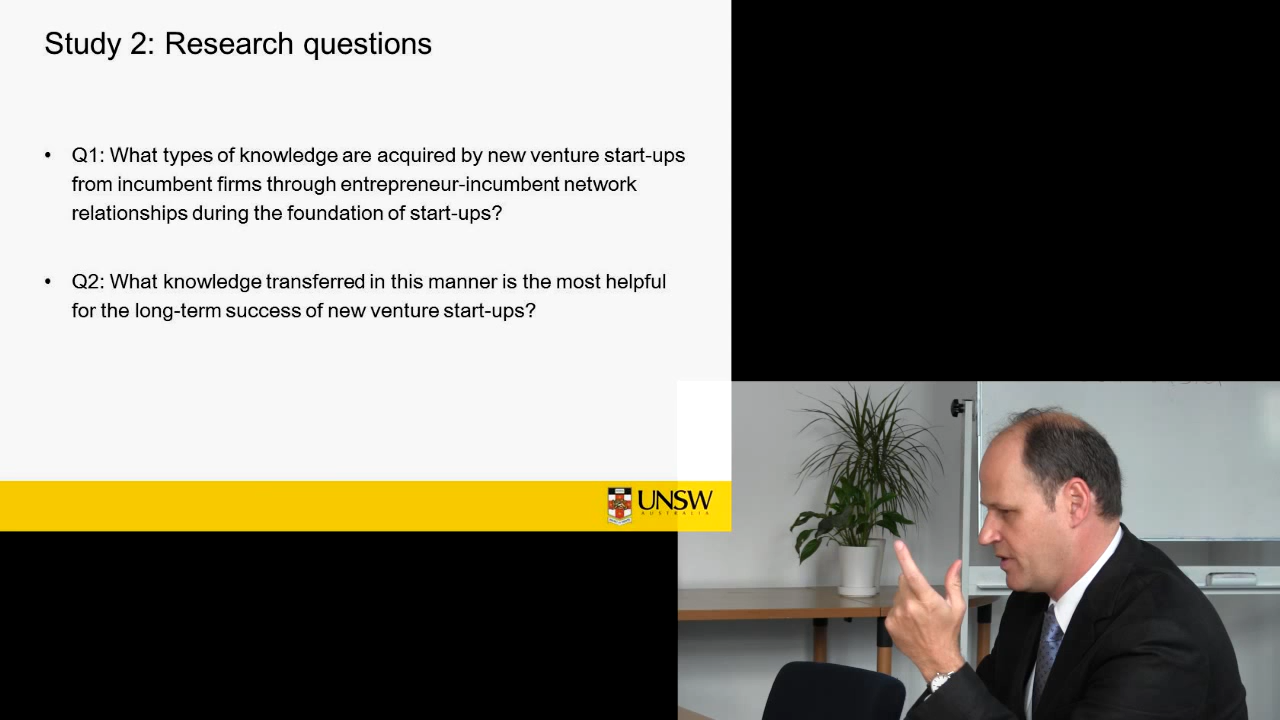 Study 2: Research questions
• Q1: What types of knowledge are acquired by new venture start-ups
from incumbent firms through entrepreneur-incumbent network
relationships during the foundation of start-ups?
• Q2: What knowledge transferred in this manner is the most helpful
for the long-term success of new venture start-ups?
UNSW
AUSTRALIA